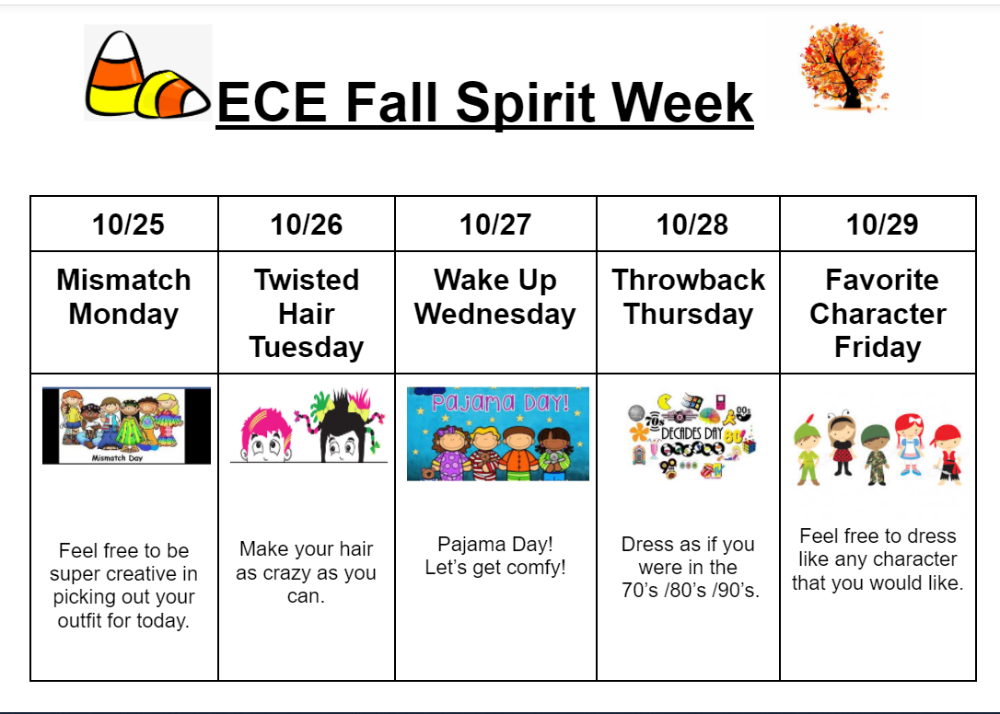 ECE Fall Spirit Week
10/25
10/26
10/27
10/28
10/29
Mismatch
Monday
Twisted
Hair
Tuesday
Wake Up
Wednesday
Throwback
Thursday
Favorite
Character
Friday
Mismatch Day
Pajama Day!
70's
00s
DECADES DAY
80's
90s
Feel free to be
super creative in
picking out your
outfit for today.
Make your hair
as crazy as you
can.
Pajama Day!
Let’s get comfy!
Dress as if you
were in the
70’s /80’s /90’s.
Feel free to dress
like any character
that you would like.